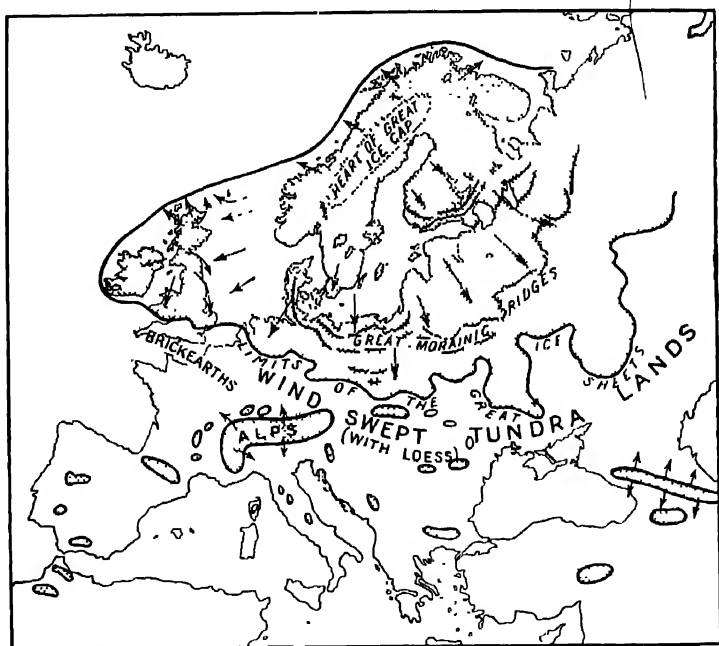 HEART OF GREAT
ICE CAP
GREAT MORAINIC RIDGES
BRICKEARTHS
LIMITS OF THE GREAT ICE SHEETS
WIND SWEPT TUNDRA LANDS
(WITH LOESS)
ALPS